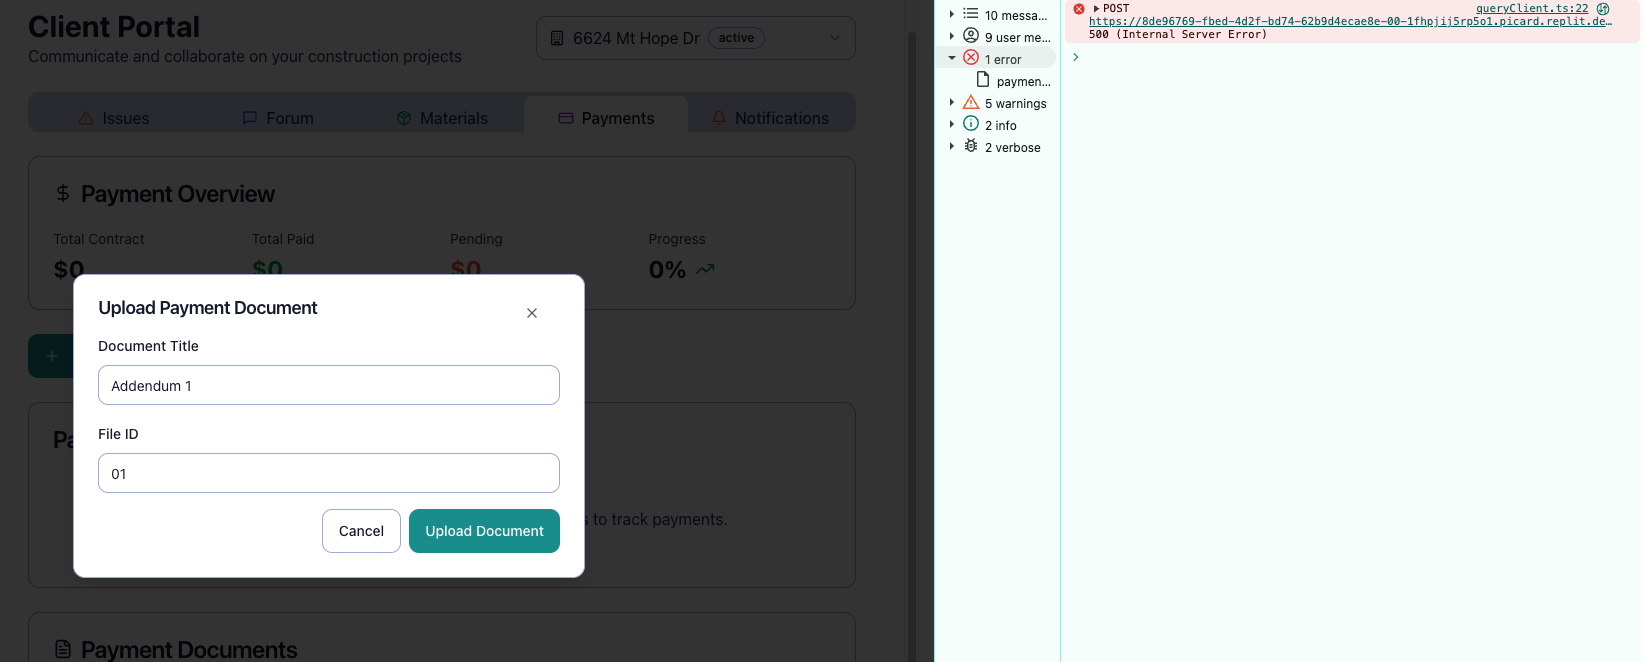 Client Portal
Communicate and collaborate on your construction projects
6624 Mt Hope Dr active
Issues Forum Materials Payments Notifications
$ Payment Overview
Total Contract Total Paid Pending Progress
$0 $0 $0 0%
Upload Payment Document
Document Title
Addendum 1
File ID
01
Cancel Upload Document
s to track payments.
Payment Documents
10 messa...
9 user me...
1 error
paymen...
5 warnings
2 info
2 verbose
POST queryClient.ts:22
https://8de96769-fbed-4d2f-bd74-62b9d4ecae8e-00-1fhpjij5rp5o1.picard.replit.de…
500 (Internal Server Error)